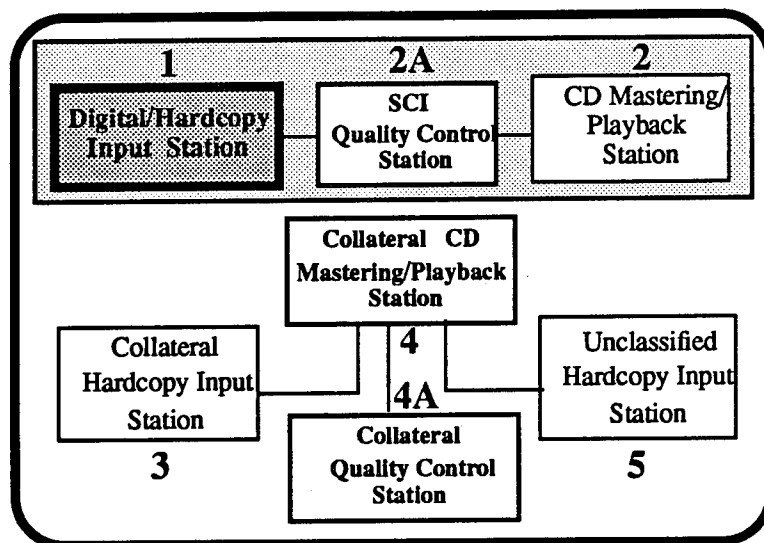 1
Digital/Hardcopy
Input Station
2A
SCI
Quality Control
Station
2
CD Mastering/
Playback
Station
Collateral CD
Mastering/Playback
Station
4
Collateral
Hardcopy Input
Station
3
4A
Collateral
Quality Control
Station
Unclassified
Hardcopy Input
Station
5